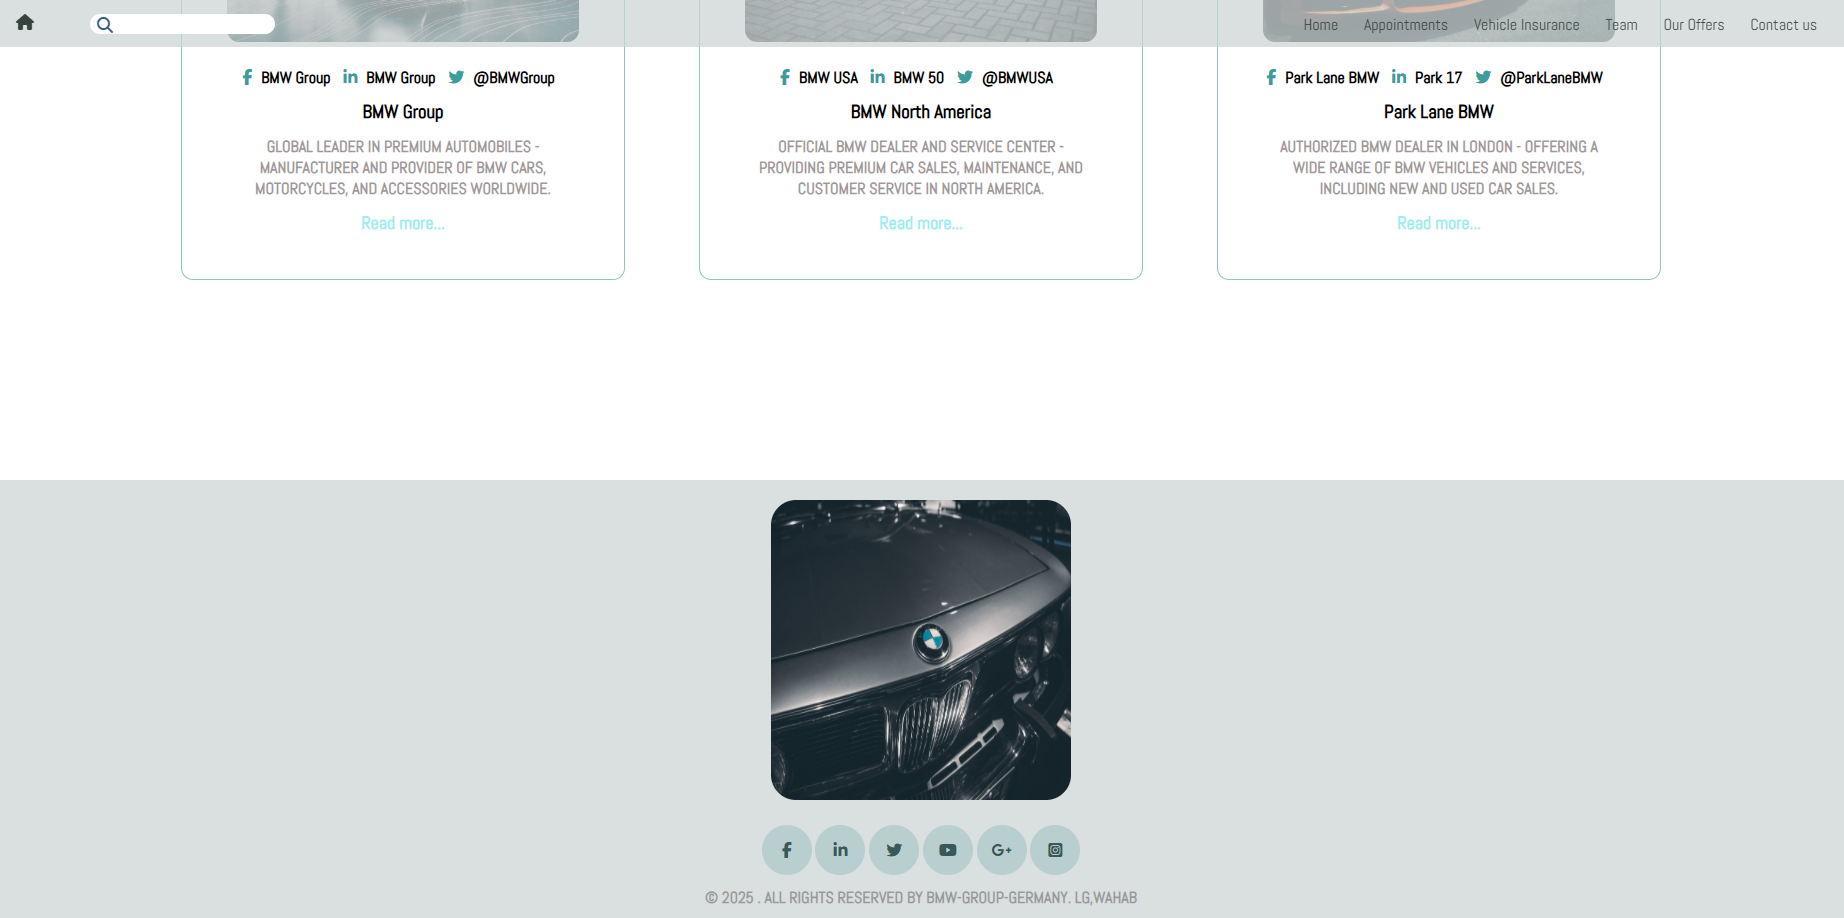 Home Appointments Vehicle Insurance Team Our Offers Contact us
BMW Group BMW Group @BMWGroup
BMW Group
GLOBAL LEADER IN PREMIUM AUTOMOBILES -
MANUFACTURER AND PROVIDER OF BMW CARS,
MOTORCYCLES, AND ACCESSORIES WORLDWIDE.
Read more...
BMW USA BMW 50 @BMWUSA
BMW North America
OFFICIAL BMW DEALER AND SERVICE CENTER -
PROVIDING PREMIUM CAR SALES, MAINTENANCE, AND
CUSTOMER SERVICE IN NORTH AMERICA.
Read more...
Park Lane BMW Park 17 @ParkLaneBMW
Park Lane BMW
AUTHORIZED BMW DEALER IN LONDON - OFFERING A
WIDE RANGE OF BMW VEHICLES AND SERVICES,
INCLUDING NEW AND USED CAR SALES.
Read more...
© 2025 . ALL RIGHTS RESERVED BY BMW-GROUP-GERMANY. LG,WAHAB